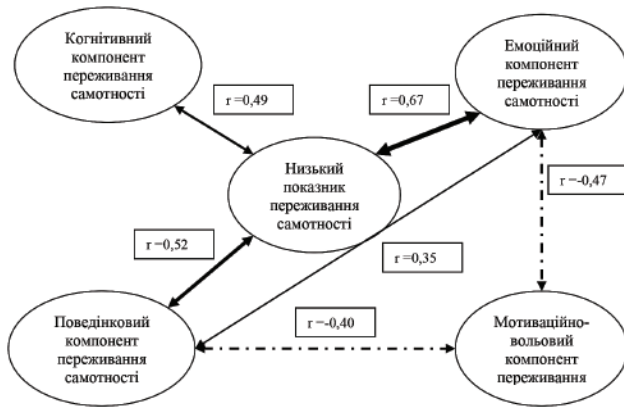 Когнітивний
компонент
переживання
самотності
Емоційний
компонент
переживання
самотності
r =0,49
r =0,67
Низький
показник
переживання
самотності
r =-0,47
r =0,52
r =0,35
Поведінковий
компонент
переживання
самотності
r =-0,40
Мотиваційно-
вольовий
компонент
переживання